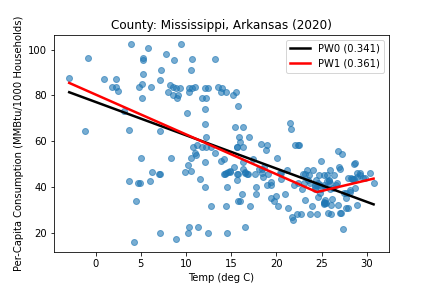 County: Mississippi, Arkansas (2020)
Per-Capita Consumption (MMBtu/1000 Households)
100
80
60
40
20
PW0 (0.341)
PW1 (0.361)
0 5 10 15 20 25 30
Temp (deg C)